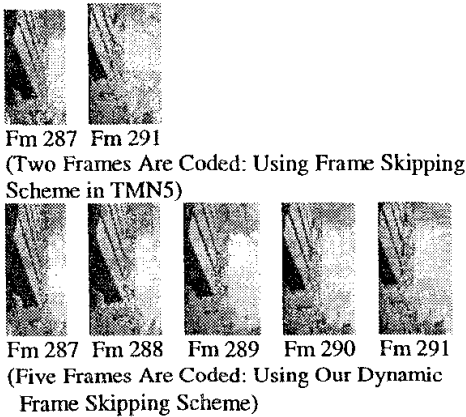 Fm 287 Fm 291
(Two Frames Are Coded: Using Frame Skipping
Scheme in TMN5)
Fm 287 Fm 288 Fm 289 Fm 290 Fm 291
(Five Frames Are Coded: Using Our Dynamic
Frame Skipping Scheme)